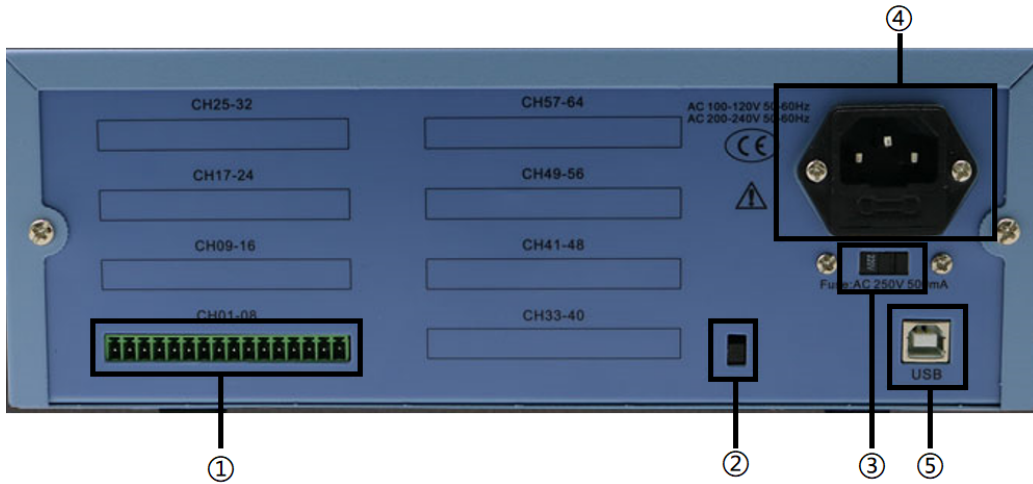 ④
CH25-32
CH57-64
AC 100-120V 50-60Hz
AC 200-240V 50-60Hz
CE
CH17-24
CH49-56
CH09-16
CH41-48
220V
Fuse:AC 250V 500mA
CH01-08
CH33-40
USB
①
②
③
⑤